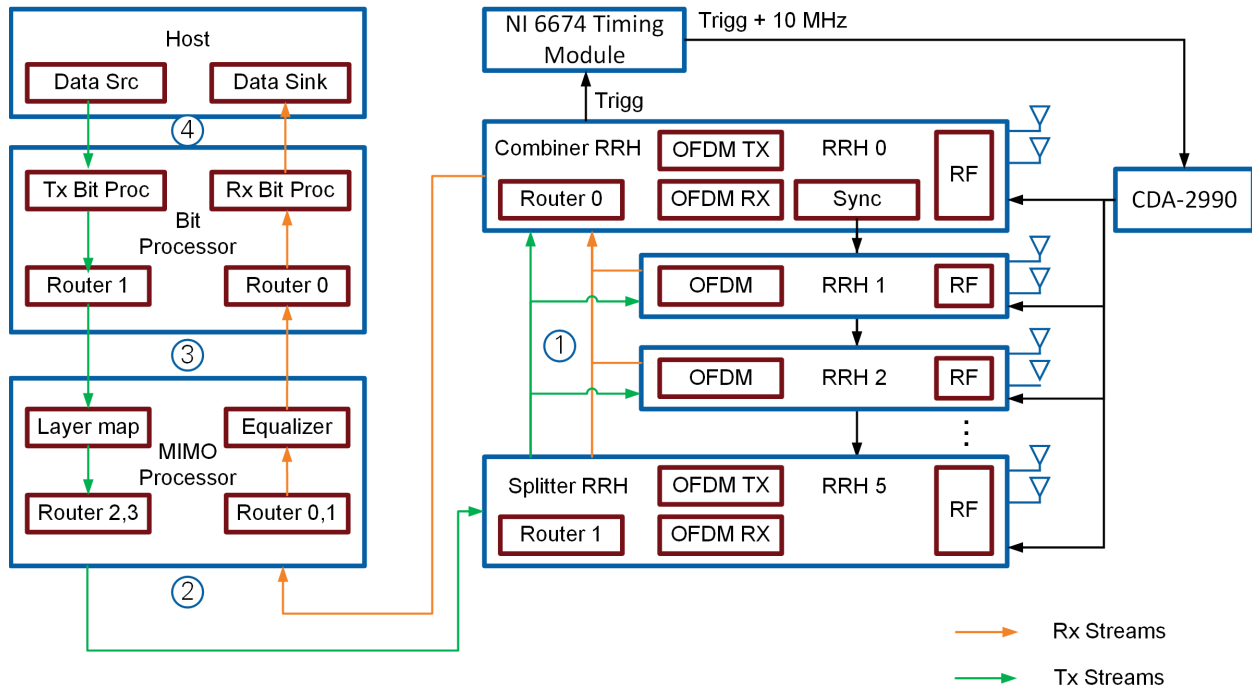 Host
Data Src
Data Sink
4
Tx Bit Proc
Rx Bit Proc
Bit
Processor
Router 1
Router 0
3
Layer map
Equalizer
MIMO
Processor
Router 2,3
Router 0,1
2
NI 6674 Timing
Module
Trigg + 10 MHz
Trigg
Combiner RRH
OFDM TX
RRH 0
RF
Router 0
OFDM RX
Sync
CDA-2990
OFDM
RRH 1
RF
1
OFDM
RRH 2
RF
⋮
Splitter RRH
OFDM TX
RRH 5
RF
Router 1
OFDM RX
Rx Streams
Tx Streams